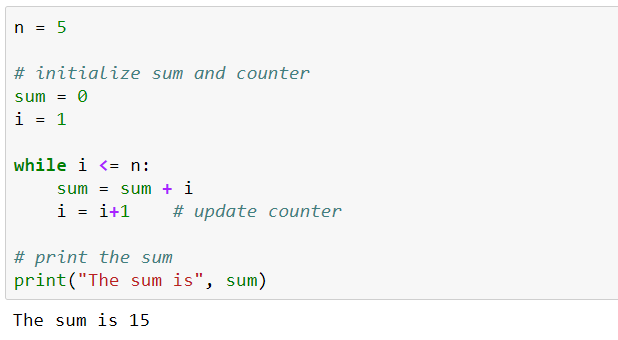 n = 5
# initialize sum and counter
sum = 0
i = 1
while i <= n:
    sum = sum + i
    i = i+1    # update counter
# print the sum
print("The sum is", sum)
The sum is 15